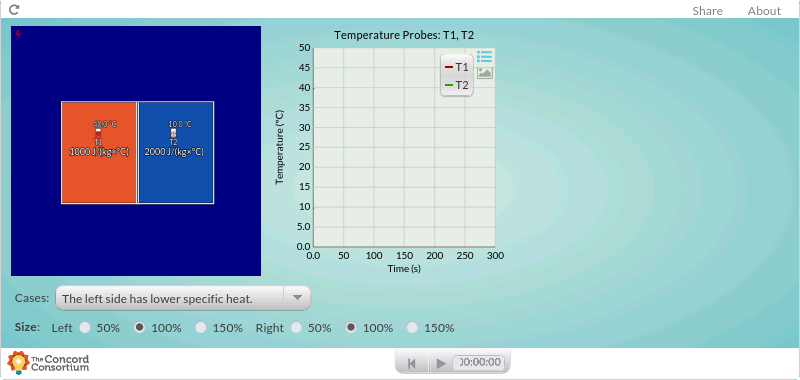 Share About
Temperature Probes: T1, T2
50
45
40
35
30
25
20
15
10
5.0
0.0
Temperature (°C)
T1
T2
0.0 50 100 150 200 250 300
Time (s)
10.0 °C
T1 T2
1000 J/(kg×°C) 2000 J/(kg×°C)
Cases: The left side has lower specific heat.
Size: Left 50% 100% 150% Right 50% 100% 150%
The Concord
Consortium
00:00:00